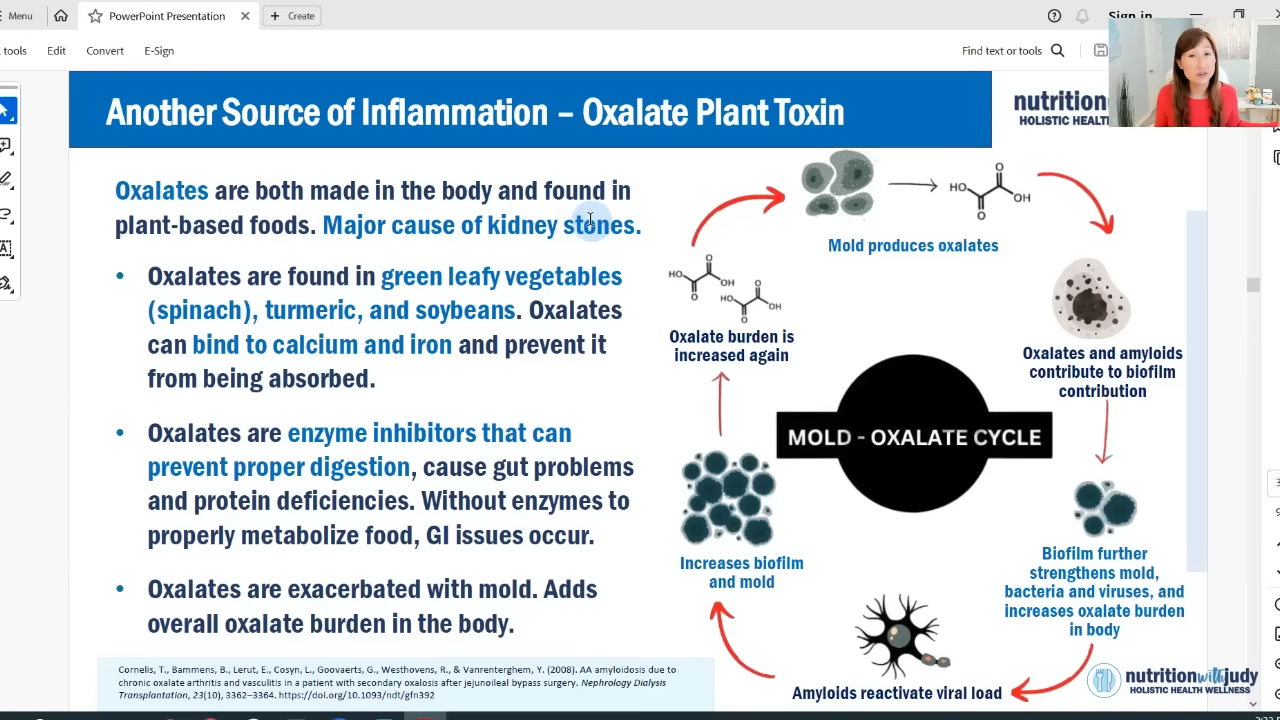 Menu
PowerPoint Presentation
Create
Sign in
tools
Edit
Convert
E-Sign
Find text or tools
Another Source of Inflammation – Oxalate Plant Toxin
HOLISTIC HEALTH
Oxalates are both made in the body and found in
plant-based foods. Major cause of kidney stones.
• Oxalates are found in green leafy vegetables
(spinach), turmeric, and soybeans. Oxalates
can bind to calcium and iron and prevent it
from being absorbed.
• Oxalates are enzyme inhibitors that can
prevent proper digestion, cause gut problems
and protein deficiencies. Without enzymes to
properly metabolize food, GI issues occur.
• Oxalates are exacerbated with mold. Adds
overall oxalate burden in the body.
Cornelis, T., Bammens, B., Lerut, E., Cosyn, L., Goovaerts, G., Westhovens, R., & Vanrenterghem, Y. (2008). AA amyloidosis due to
chronic oxalate arthritis and vasculitis in a patient with secondary oxalosis after jejunoileal bypass surgery. Nephrology Dialysis
Transplantation, 23(10), 3362–3364. https://doi.org/10.1093/ndt/gfn392
O
HO
OH
O
Mold produces oxalates
Oxalates and amyloids
contribute to biofilm
contribution
Biofilm further
strengthens mold,
bacteria and viruses, and
increases oxalate burden
in body
Amyloids reactivate viral load
Increases biofilm
and mold
O
HO
OH
O
O
HO
OH
O
Oxalate burden is
increased again
MOLD - OXALATE CYCLE
nutrition with judy
HOLISTIC HEALTH WELLNESS